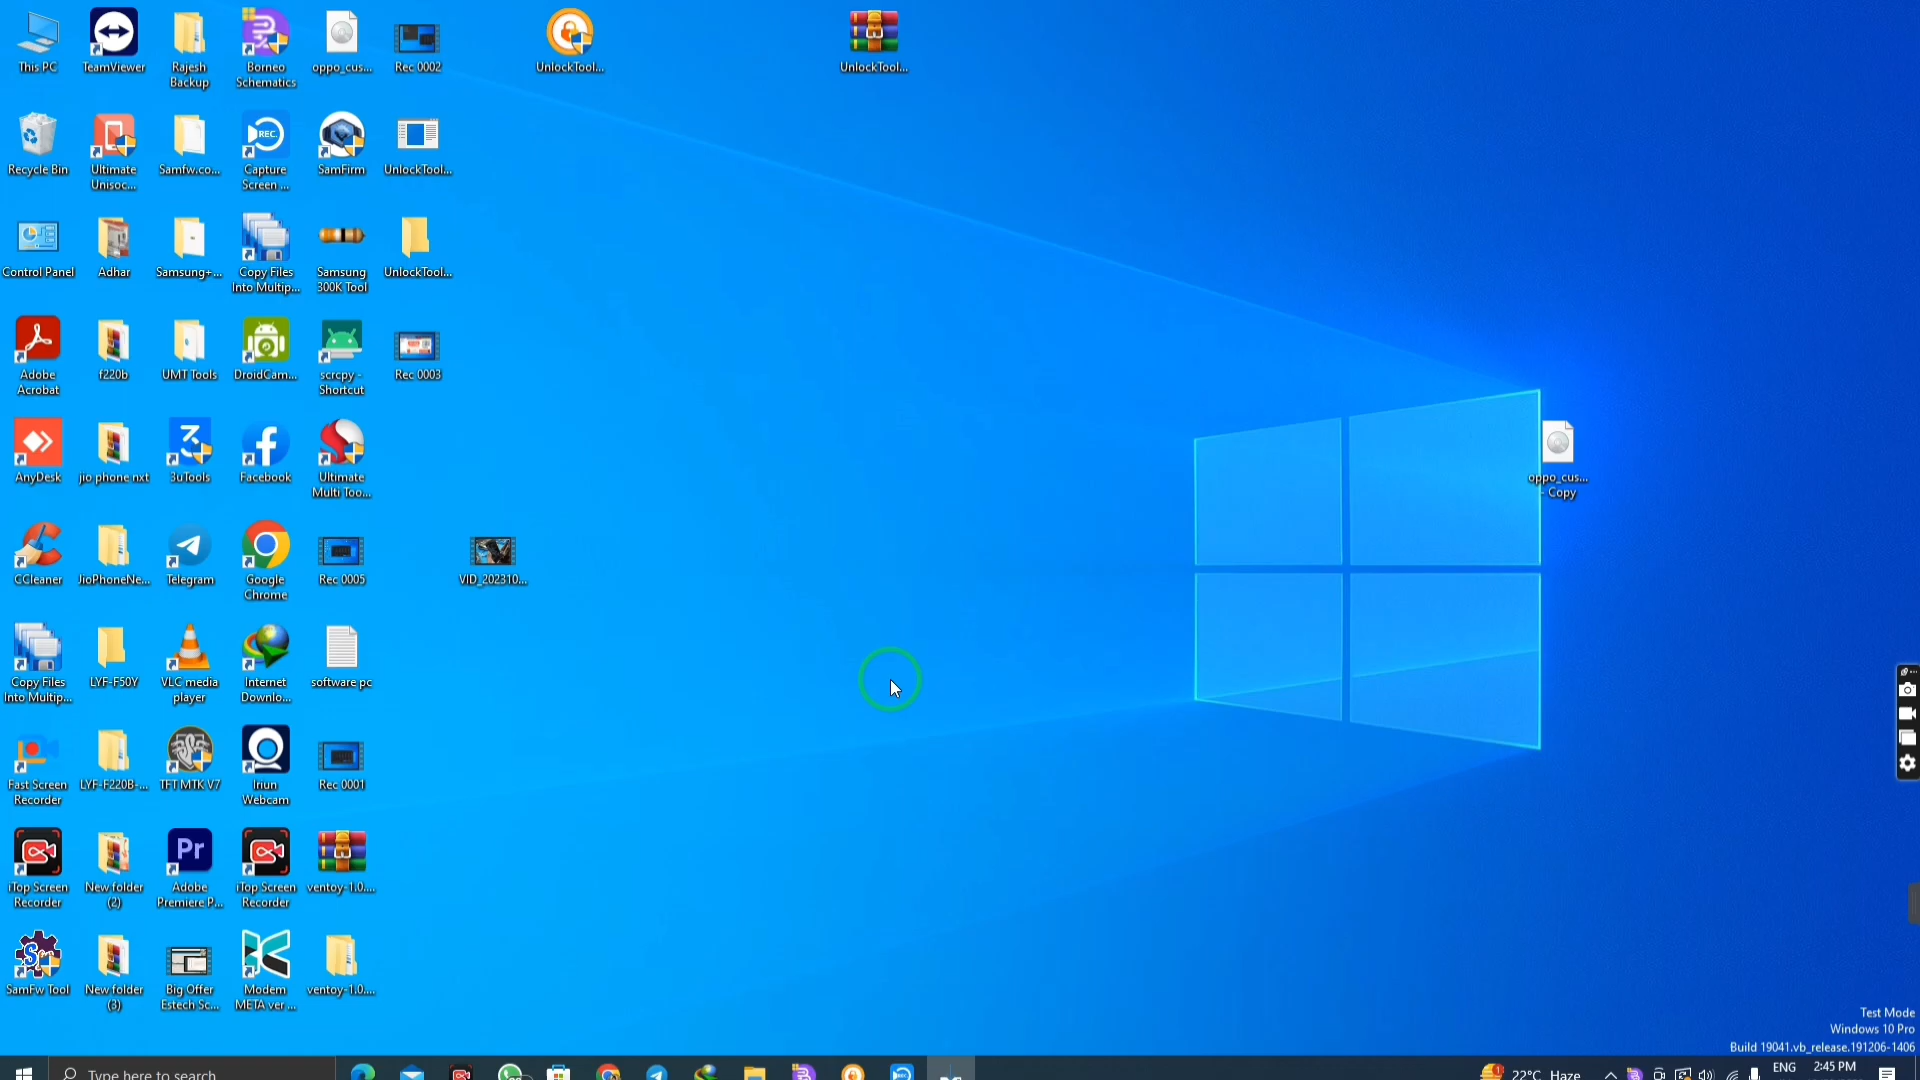 This PC
TeamViewer
Rajesh
Backup
Borneo
Schematics
oppo_cus...
Rec 0002
UnlockTool...
UnlockTool...
Recycle Bin
Ultimate
Unisoc...
Samfw.co...
REC.
Capture
Screen ...
SamFirm
UnlockTool...
Control Panel
Adhar
Samsung+...
Copy Files
Into Multip...
Samsung
300K Tool
UnlockTool...
Adobe
Acrobat
f220b
UMT Tools
DroidCam...
scrcpy -
Shortcut
Rec 0003
AnyDesk
jio phone nxt
3uTools
Facebook
Ultimate
Multi Too...
oppo_cus...
- Copy
CCleaner
JioPhoneNe...
Telegram
Google
Chrome
Rec 0005
VID_202310...
Copy Files
Into Multip...
LYF-F50Y
VLC media
player
Internet
Downlo...
software pc
Fast Screen
Recorder
LYF-F220B-...
TFT MTK V7
Iriun
Webcam
Rec 0001
iTop Screen
Recorder
New folder
(2)
Pr
Adobe
Premiere P...
iTop Screen
Recorder
ventoy-1.0....
SamFw Tool
New folder
(3)
Big Offer
Estech Sc...
Modem
META ver ...
ventoy-1.0....
Test Mode
Windows 10 Pro
Build 19041.vb_release.191206-1406
Type here to search
REC
22°C Haze
ENG
2:45 PM